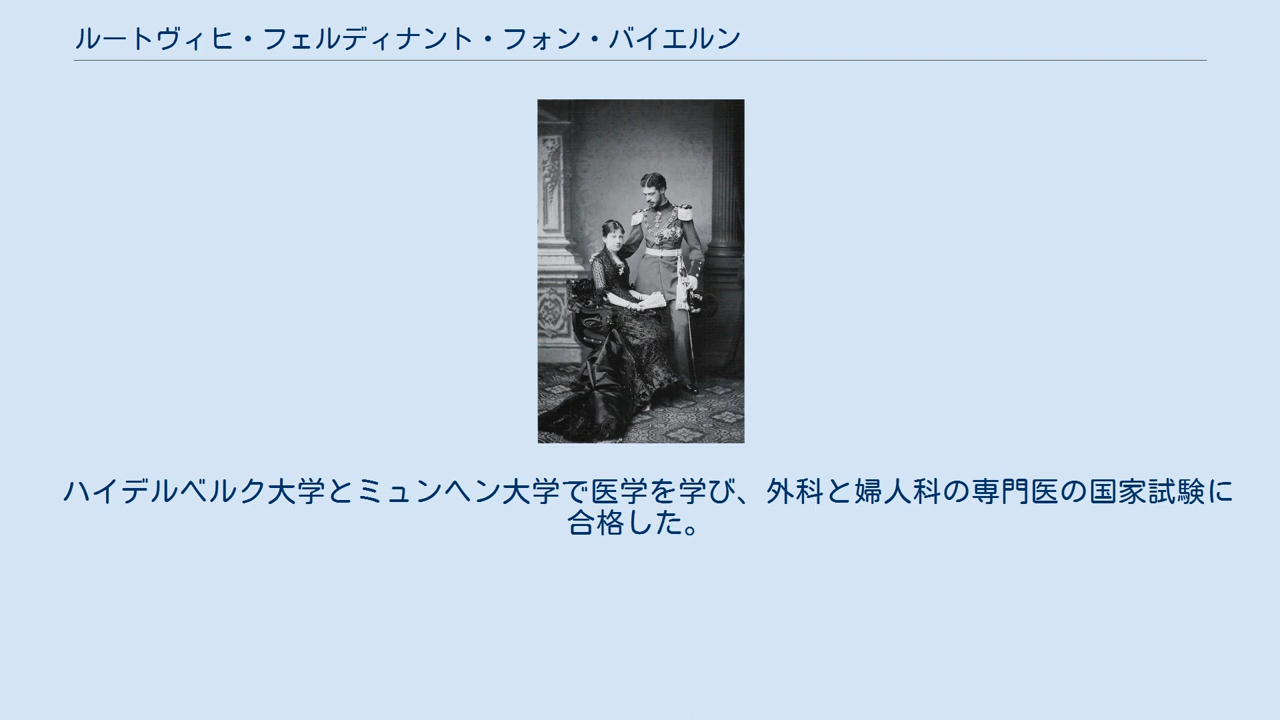 ルートヴィヒ・フェルディナント・フォン・バイエルン
ハイデルベルク大学とミュンヘン大学で医学を学び、外科と婦人科の専門医の国家試験に
合格した。